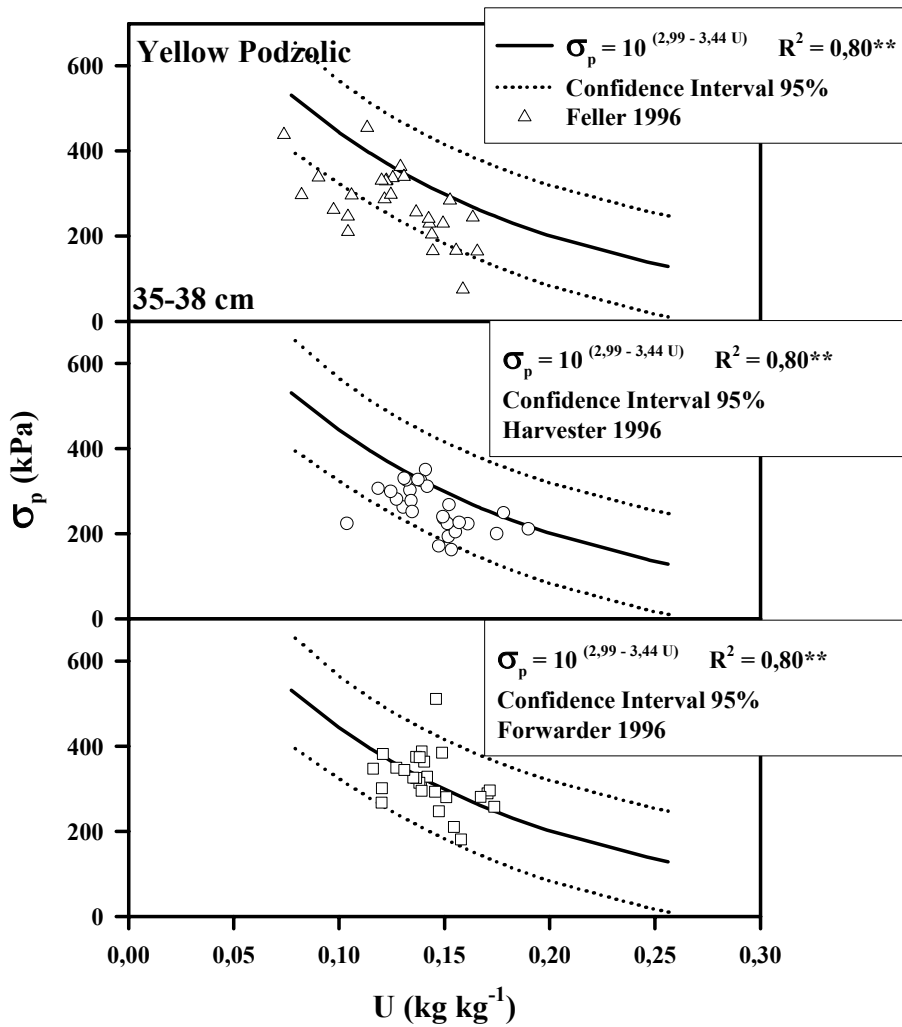 Yellow Podzolic
σp = 10 (2,99 - 3,44 U) R2 = 0,80**
Confidence Interval 95%
Feller 1996
600
400
200
0
35-38 cm
σp = 10 (2,99 - 3,44 U) R2 = 0,80**
Confidence Interval 95%
Harvester 1996
600
400
200
0
σp (kPa)
σp = 10 (2,99 - 3,44 U) R2 = 0,80**
Confidence Interval 95%
Forwarder 1996
600
400
200
0
0,00 0,05 0,10 0,15 0,20 0,25 0,30
U (kg kg-1)